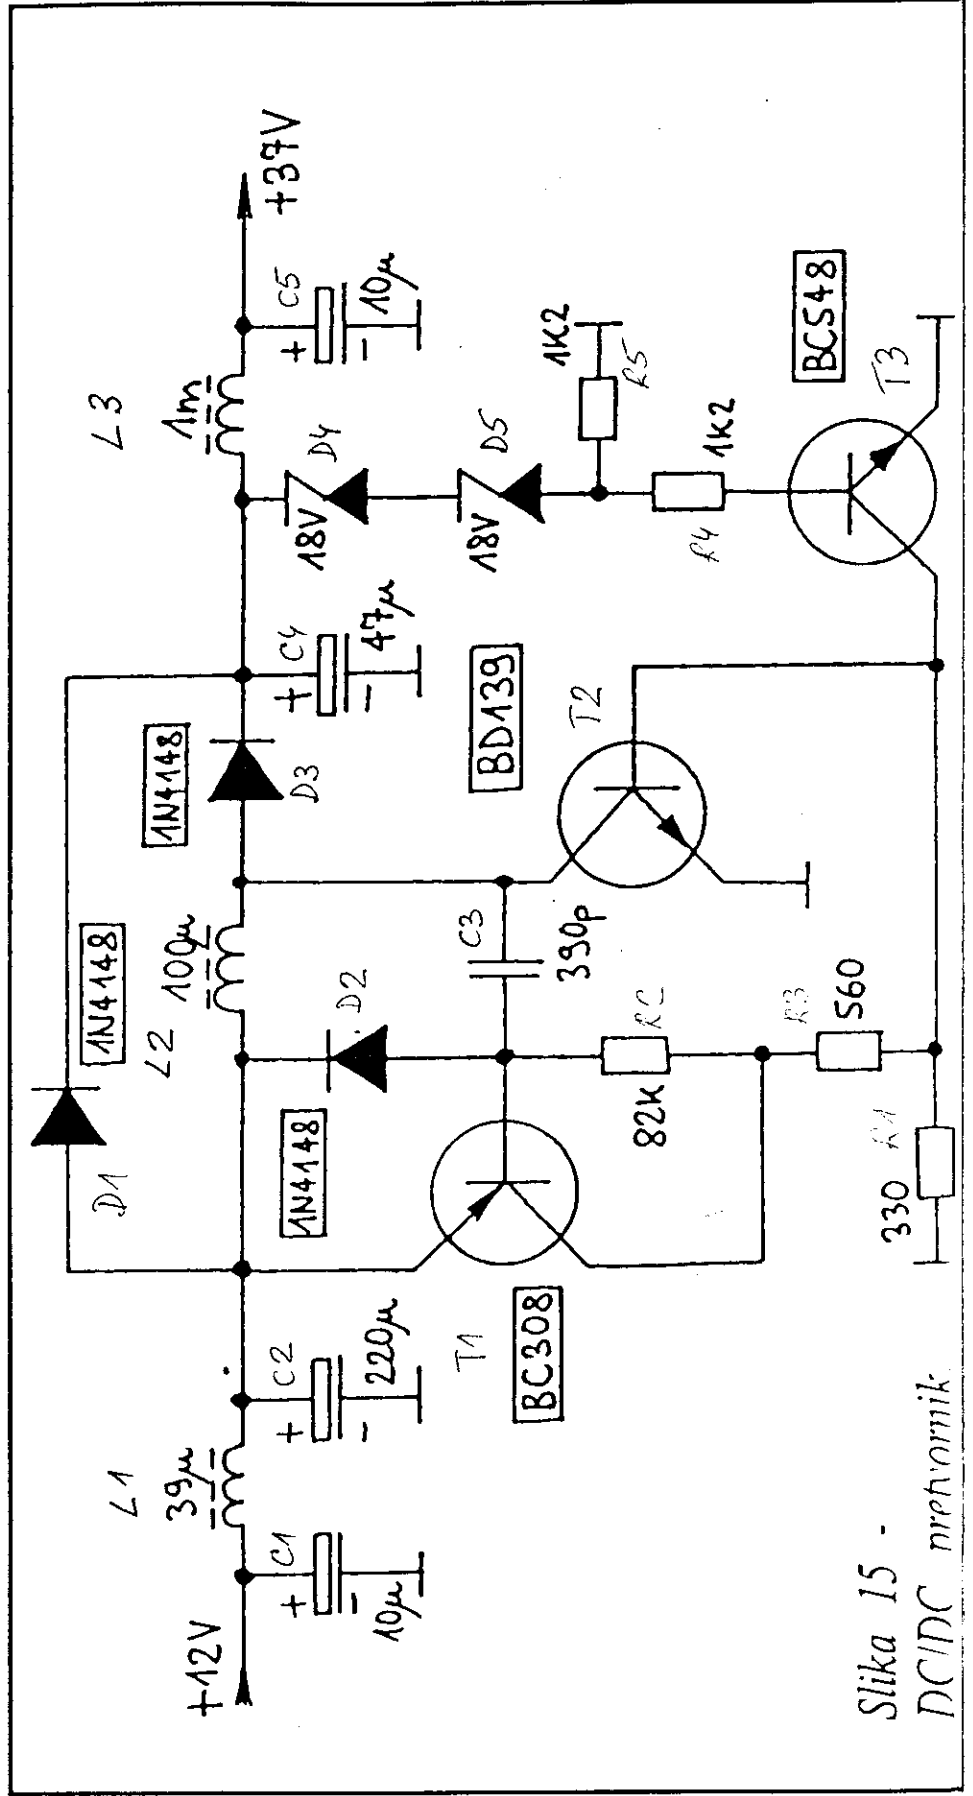 +12V
C1
+
-
10µ
L1
39µ
C2
+
-
220µ
D1
1N4148
L2
100µ
1N4148
D2
T1
BC308
C3
390p
82K
R3
560
330
R1
1N4148
D3
BD139
T2
C4
+
-
47µ
L3
1m
18V
D4
18V
D5
1K2
R5
R4
1K2
BC548
T3
C5
+
-
10µ
+37V
Slika 15 -
DC/DC